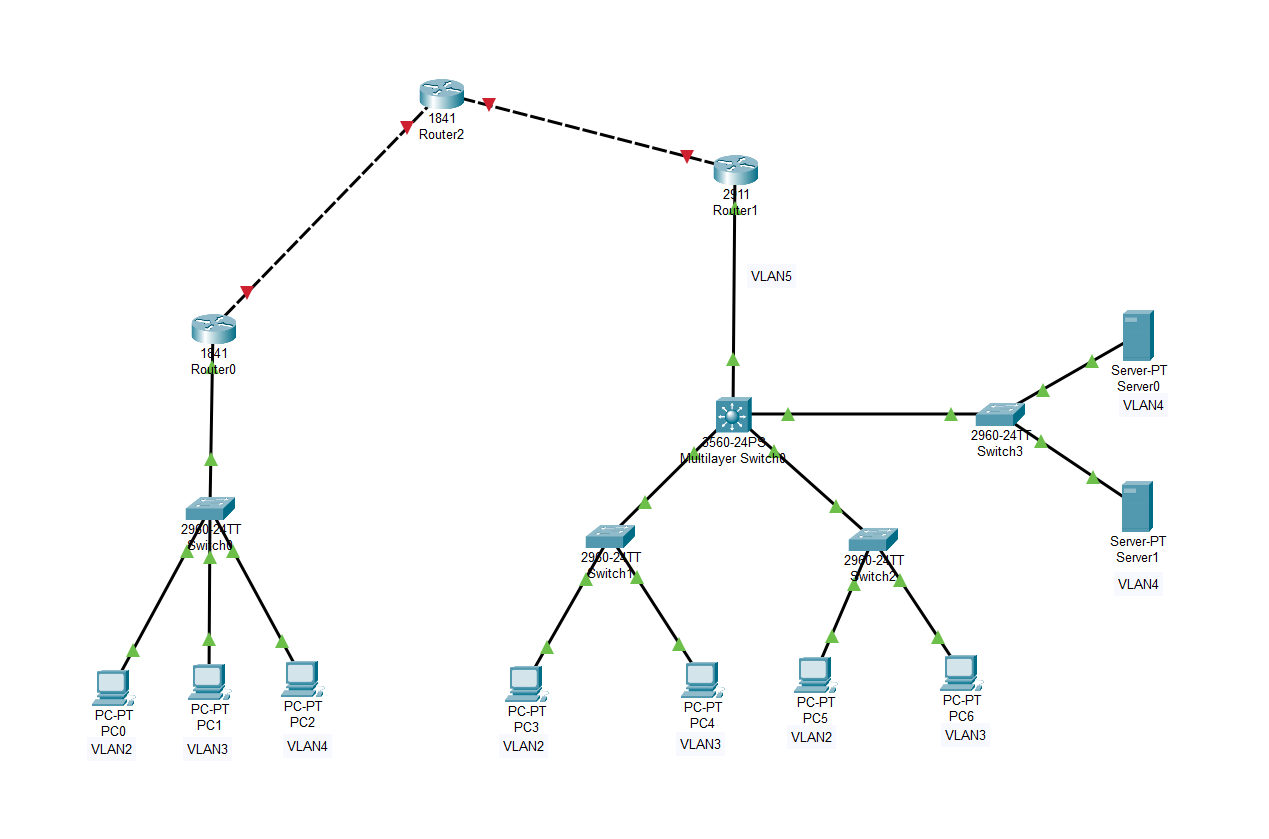 1841
Router2
2911
Router1
VLAN5
1841
Router0
Server-PT
Server0
VLAN4
3560-24PS
Multilayer Switch0
2960-24TT
Switch3
2960-24TT
Switch0
2960-24TT
Switch1
2960-24TT
Switch2
Server-PT
Server1
VLAN4
PC-PT
PC0
VLAN2
PC-PT
PC1
VLAN3
PC-PT
PC2
VLAN4
PC-PT
PC3
VLAN2
PC-PT
PC4
VLAN3
PC-PT
PC5
VLAN2
PC-PT
PC6
VLAN3